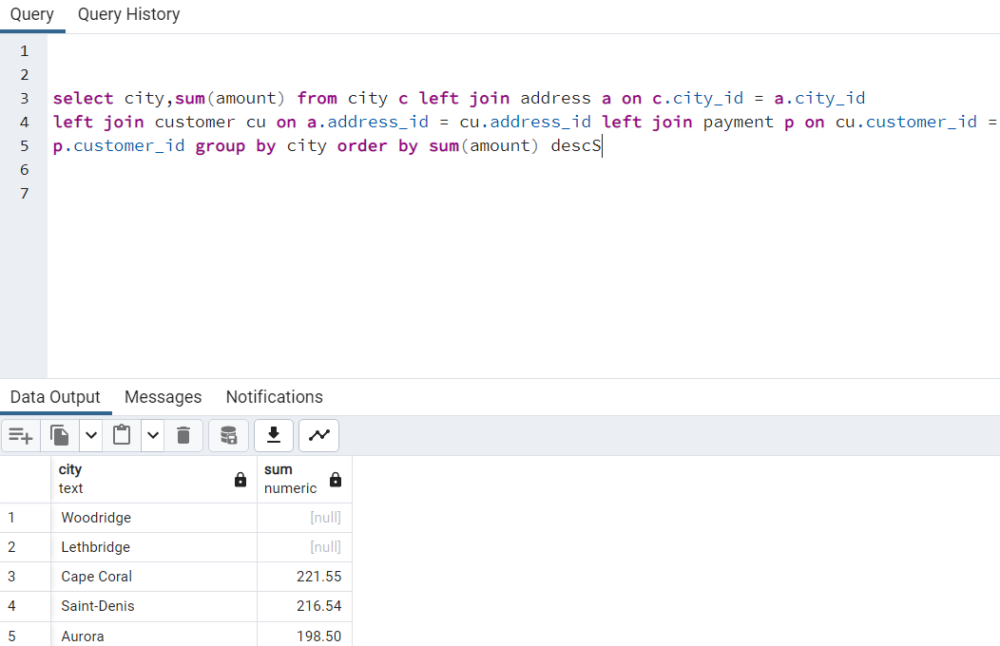 Query Query History
1
2
3 select city,sum(amount) from city c left join address a on c.city_id = a.city_id
4 left join customer cu on a.address_id = cu.address_id left join payment p on cu.customer_id =
5 p.customer_id group by city order by sum(amount) descS
6
7
Data Output Messages Notifications
city sum
text numeric
1 Woodridge [null]
2 Lethbridge [null]
3 Cape Coral 221.55
4 Saint-Denis 216.54
5 Aurora 198.50